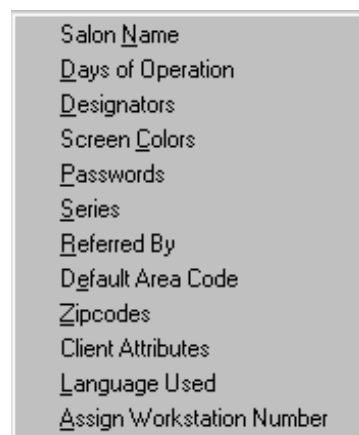 Salon Name
Days of Operation
Designators
Screen Colors
Passwords
Series
Referred By
Default Area Code
Zipcodes
Client Attributes
Language Used
Assign Workstation Number